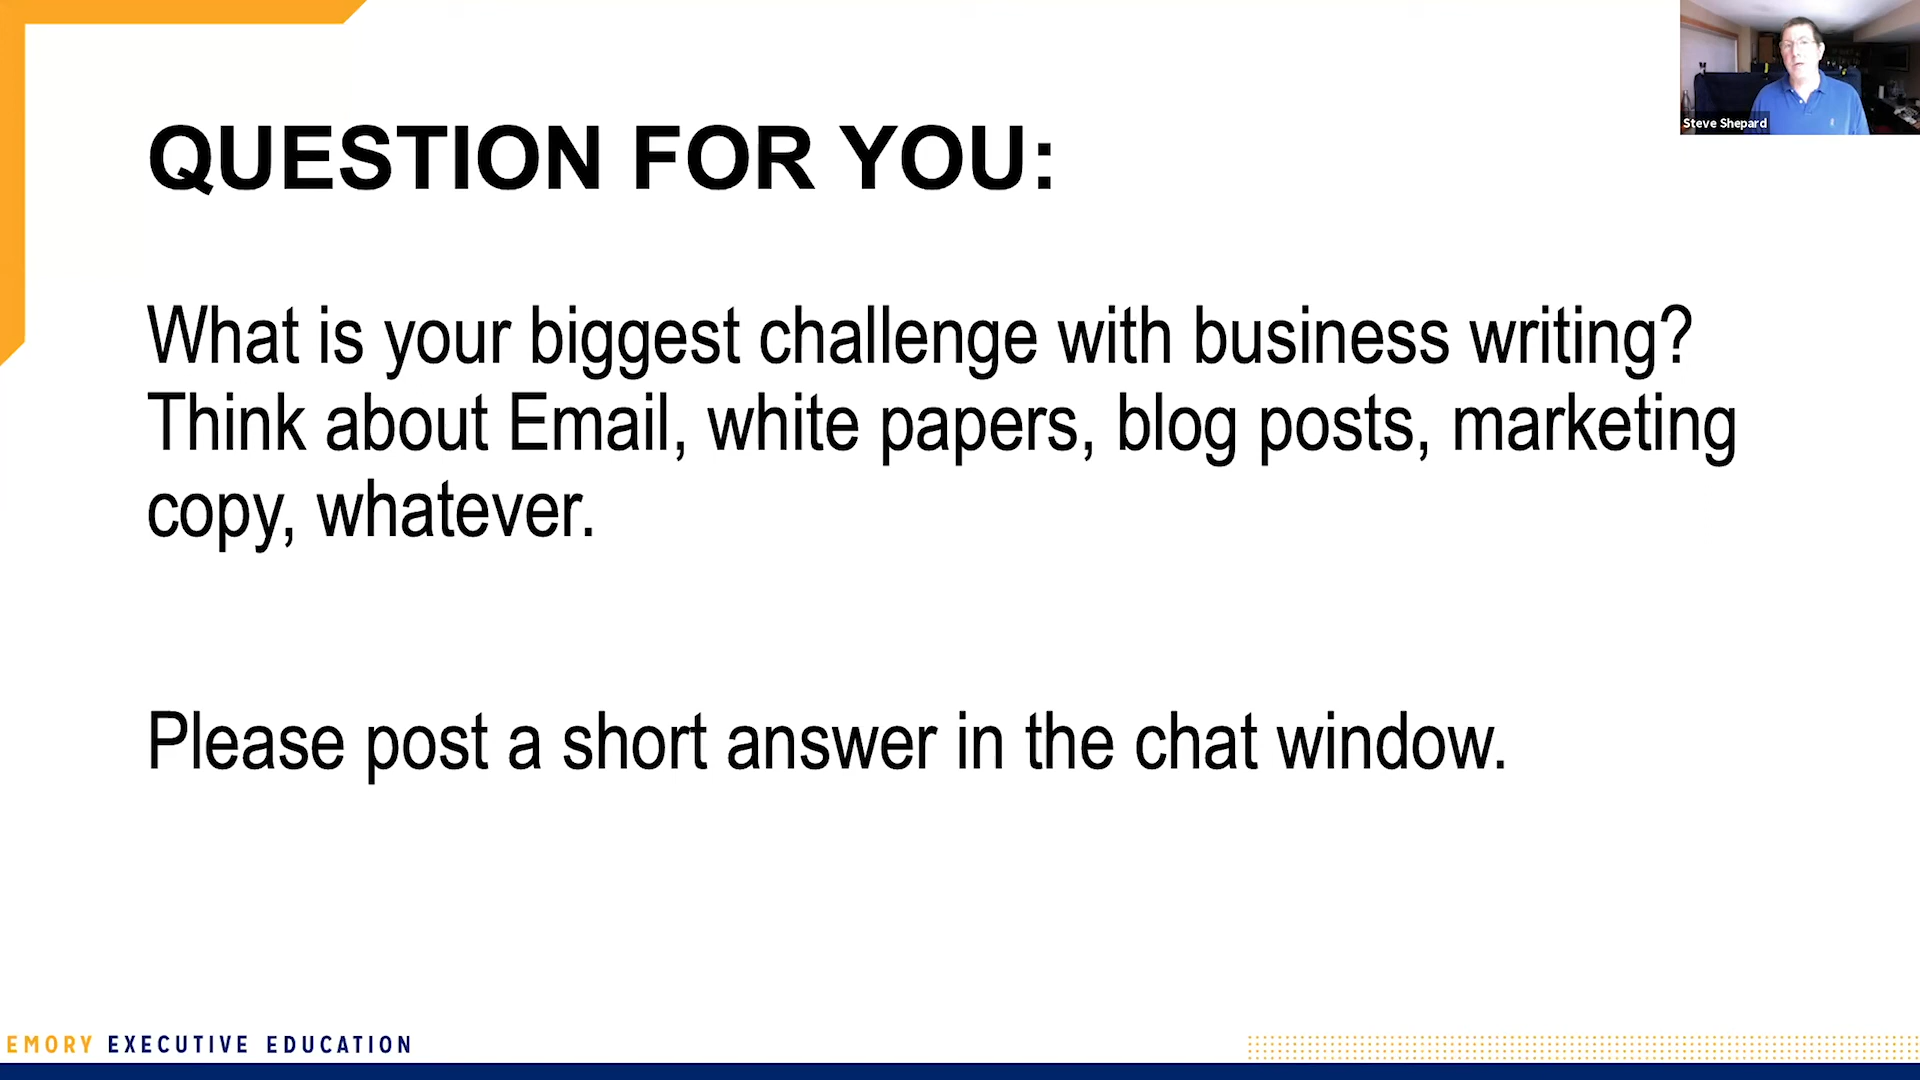 Steve Shepard
QUESTION FOR YOU:
What is your biggest challenge with business writing?
Think about Email, white papers, blog posts, marketing
copy, whatever.
Please post a short answer in the chat window.
EMORY EXECUTIVE EDUCATION